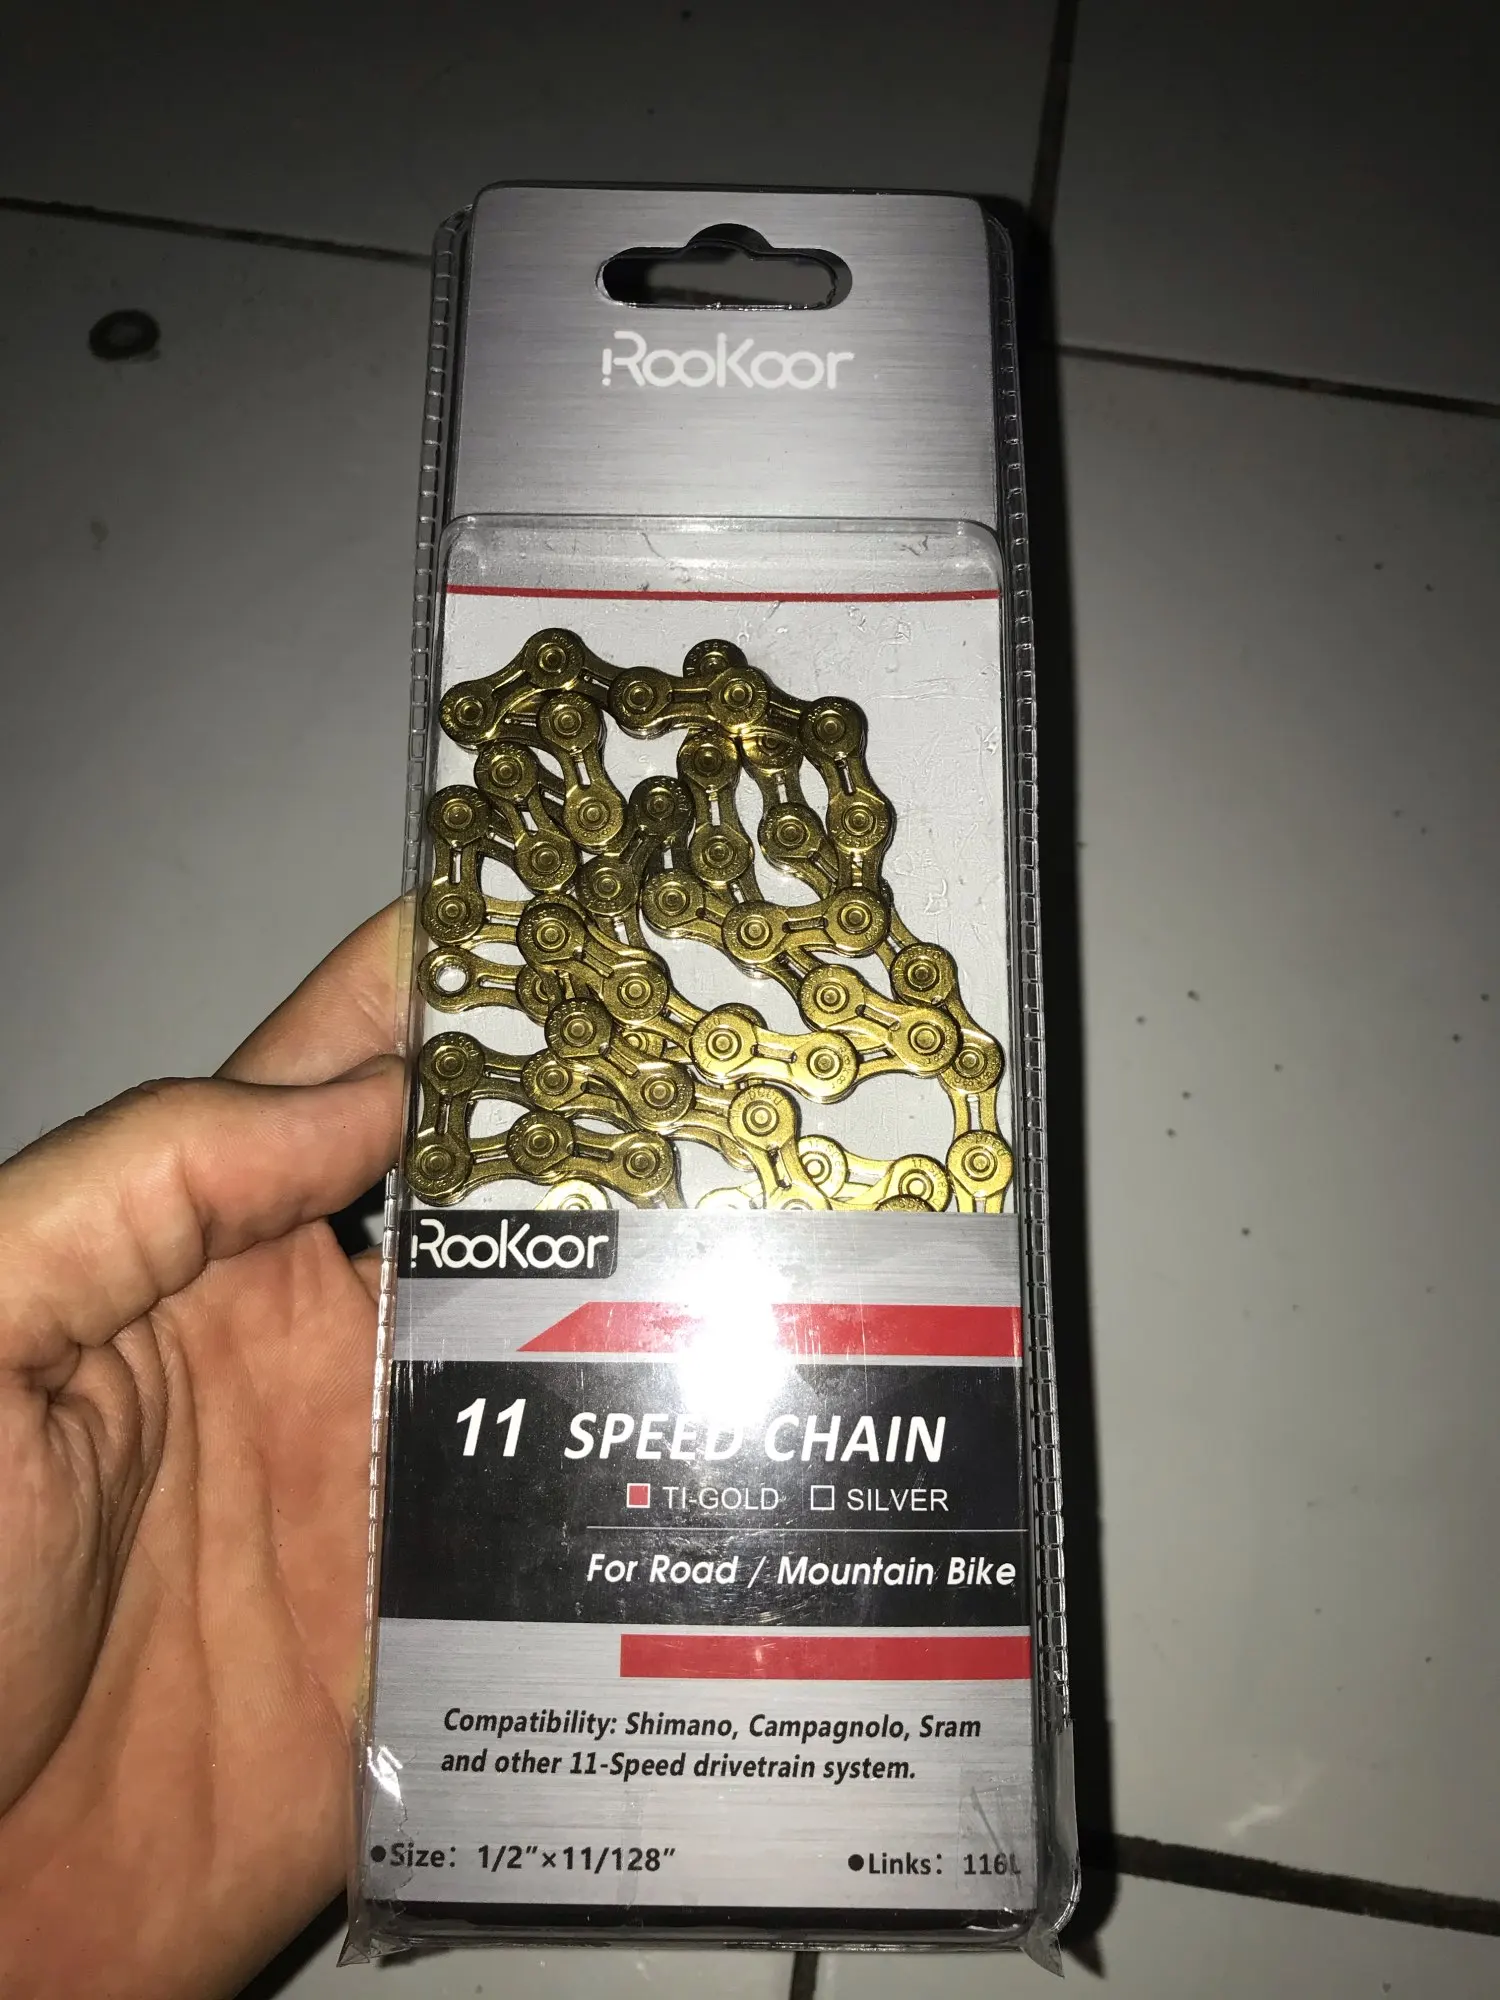 RooKoor
RooKoor
11 SPEED CHAIN
TI-GOLD SILVER
For Road / Mountain Bike
Compatibility: Shimano, Campagnolo, Sram
and other 11-Speed drivetrain system.
●Size: 1/2"×11/128"
●Links: 116L